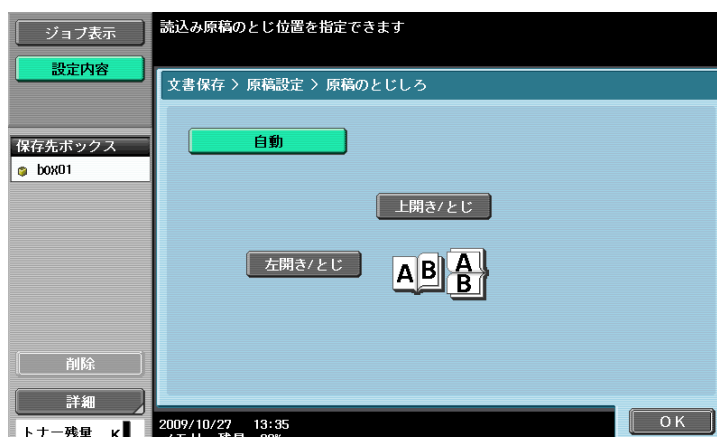 ジョブ表示
設定内容
読込み原稿のとじ位置を指定できます
文書保存 > 原稿設定 > 原稿のとじしろ
自動
保存先ボックス
box01
上開き/とじ
左開き/とじ
A B
A
B
削除
詳細
トナー残量 K
2009/10/27 13:35
OK